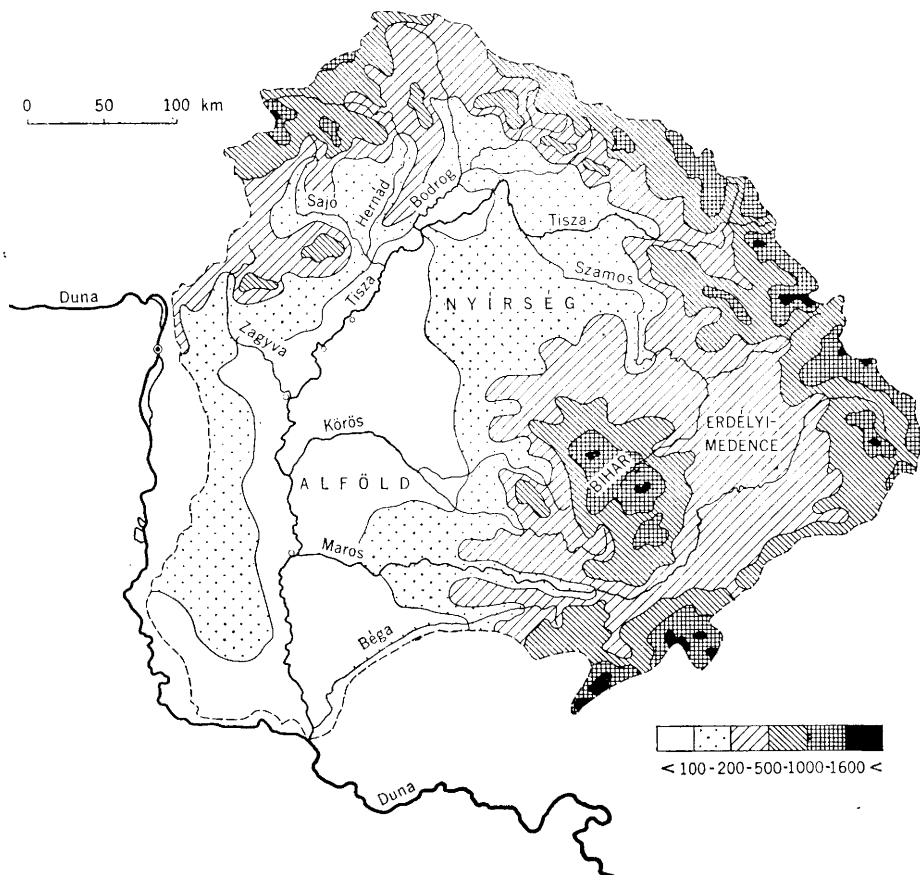 0 50 100 km
Sajó
Hernád
Bodrog
Tisza
Szamos
Duna
Tisza
NYÍRSÉG
Zagyva
Körös
ERDÉLYI-
MEDENCE
BIHAR
ALFÖLD
Maros
Béga
< 100-200-500-1000-1600 <
Duna